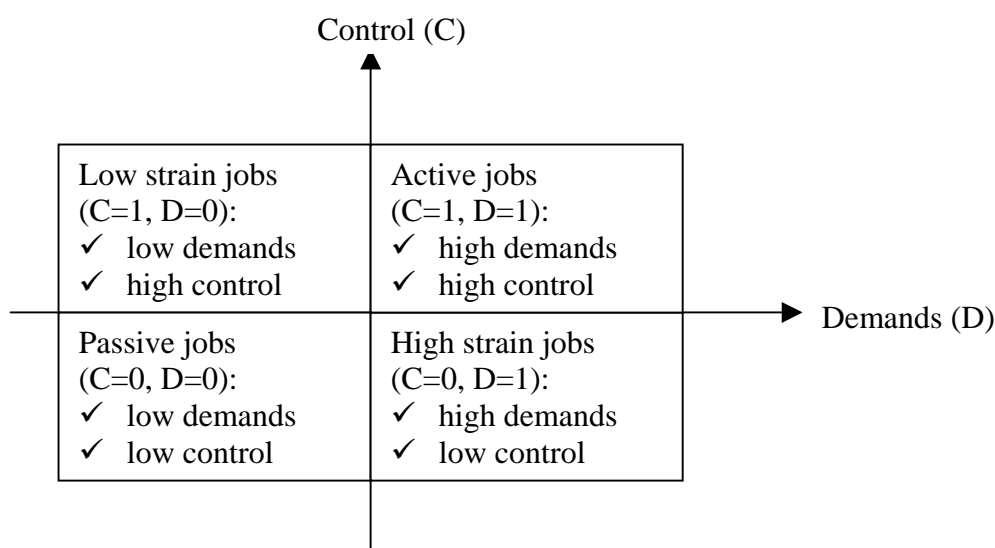 Control (C)
Low strain jobs
(C=1, D=0):
✓ low demands
✓ high control
Active jobs
(C=1, D=1):
✓ high demands
✓ high control
Demands (D)
Passive jobs
(C=0, D=0):
✓ low demands
✓ low control
High strain jobs
(C=0, D=1):
✓ high demands
✓ low control